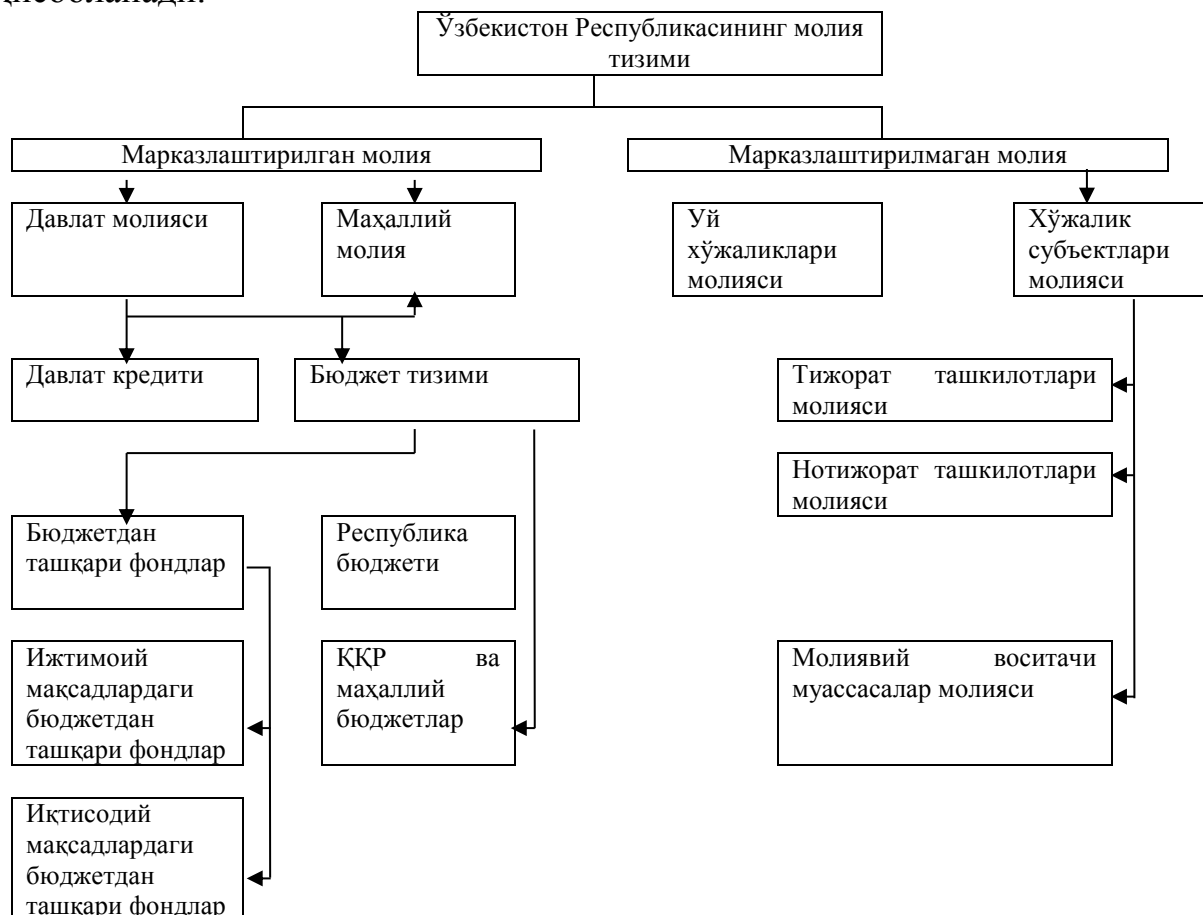 ҳисобланади.
Ўзбекистон Республикасининг молия
тизими
Марказлаштирилган молия
Марказлаштирилмаган молия
Давлат молияси
Маҳаллий
молия
Уй
хўжаликлари
молияси
Хўжалик
субъектлари
молияси
Давлат кредити
Бюджет тизими
Тижорат ташкилотлари
молияси
Нотижорат ташкилотлари
молияси
Бюджетдан
ташқари фондлар
Республика
бюджети
Ижтимоий
мақсадлардаги
бюджетдан
ташқари фондлар
ҚҚР ва
маҳаллий
бюджетлар
Молиявий воситачи
муассасалар молияси
Иқтисодий
мақсадлардаги
бюджетдан
ташқари фондлар